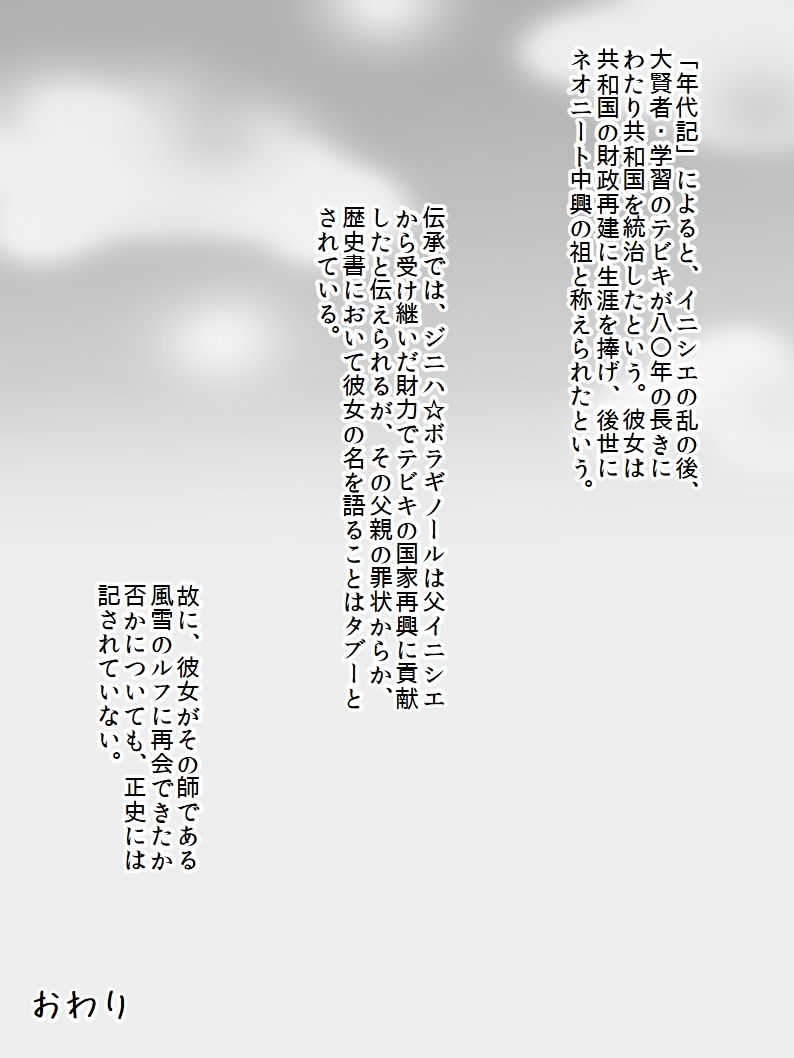 「年代記」によると、イニシエの乱の後、
大賢者・学習のテビキが八〇年の長きに
わたり共和国を統治したという。彼女は
共和国の財政再建に生涯を捧げ、後世に
ネオニート中興の祖と称えられたという。
伝承では、ジニハ☆ボラギノールは父イニシエ
から受け継いだ財力でテビキの国家再興に貢献
したと伝えられるが、その父親の罪状からか、
歴史書において彼女の名を語ることはタブーと
されている。
故に、彼女がその師である
風雪のルフに再会できたか
否かについても、正史には
記されていない。
おわり